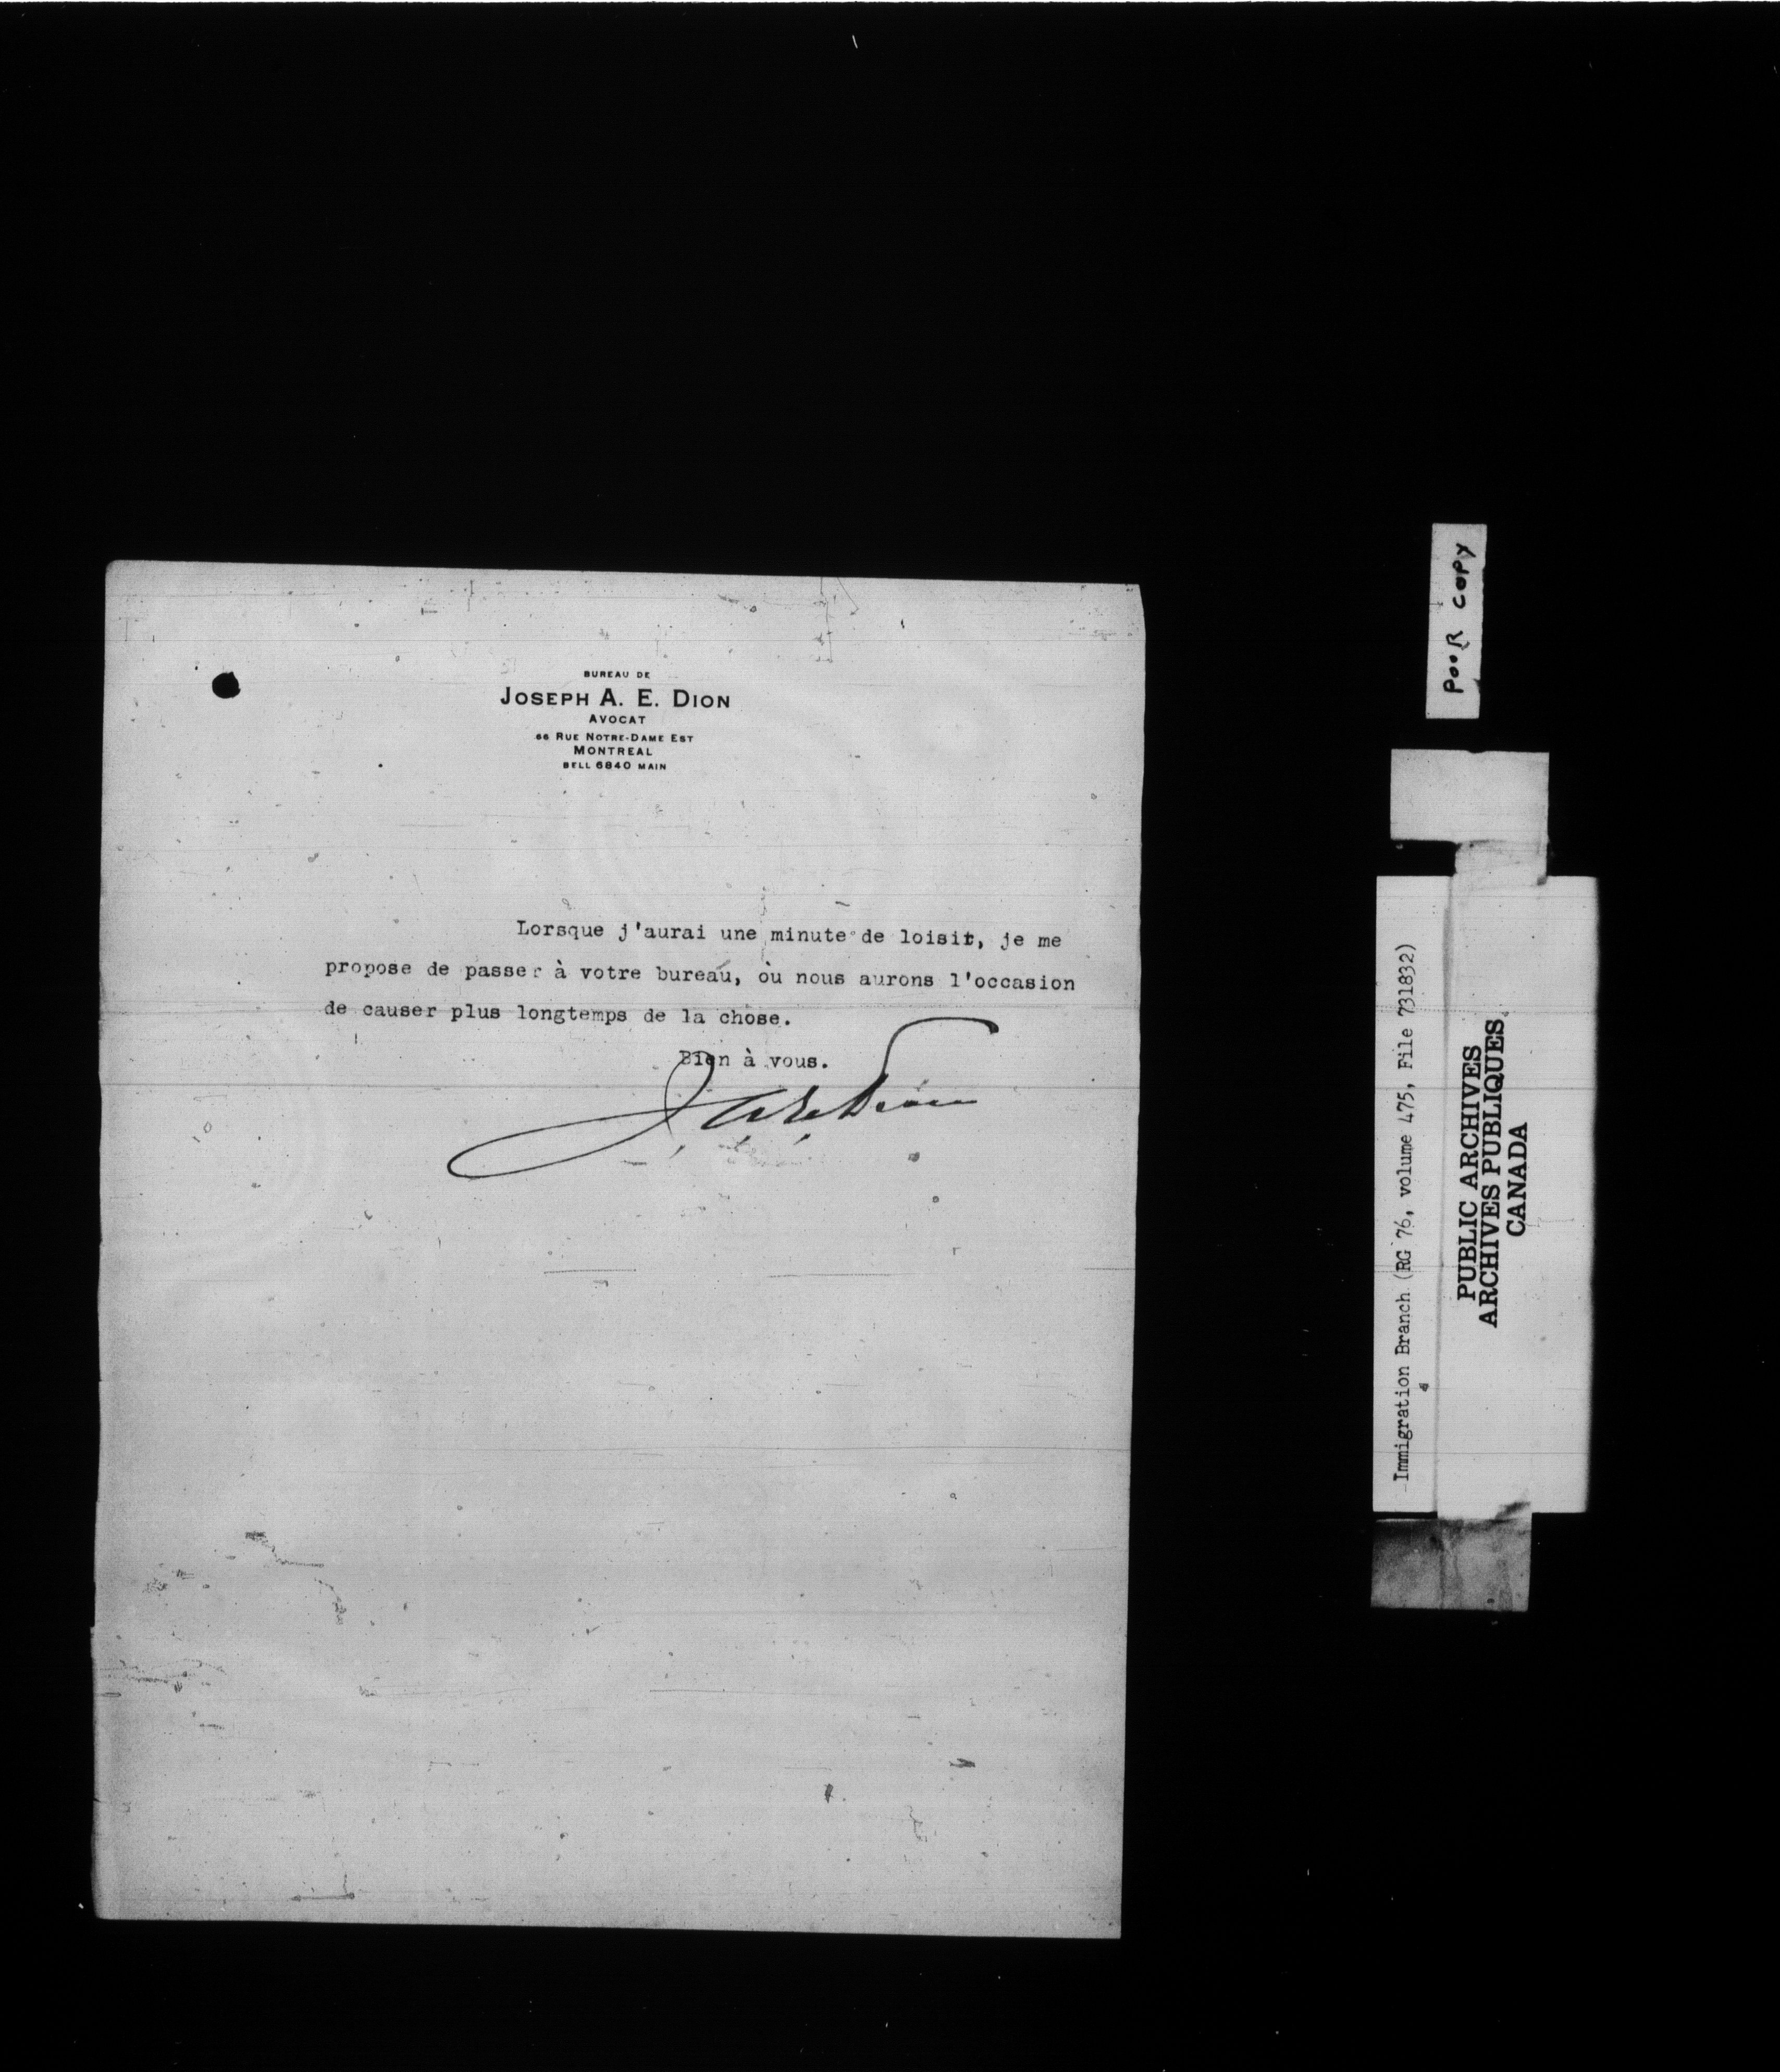 BUREAU DE
JOSEPH A. E. DION
AVOCAT
66 RUE NOTRE-DAME EST
MONTREAL
BELL 6840 MAIN
Lorsque j'aurai une minute de loisir, je me
propose de passer à votre bureau, où nous aurons l'occasion
de causer plus longtemps de la chose.
Bien à vous.
J A E Dion
POOR COPY
Immigration Branch (RG 76, volume 475, File 731832)
PUBLIC ARCHIVES
ARCHIVES PUBLIQUES
CANADA